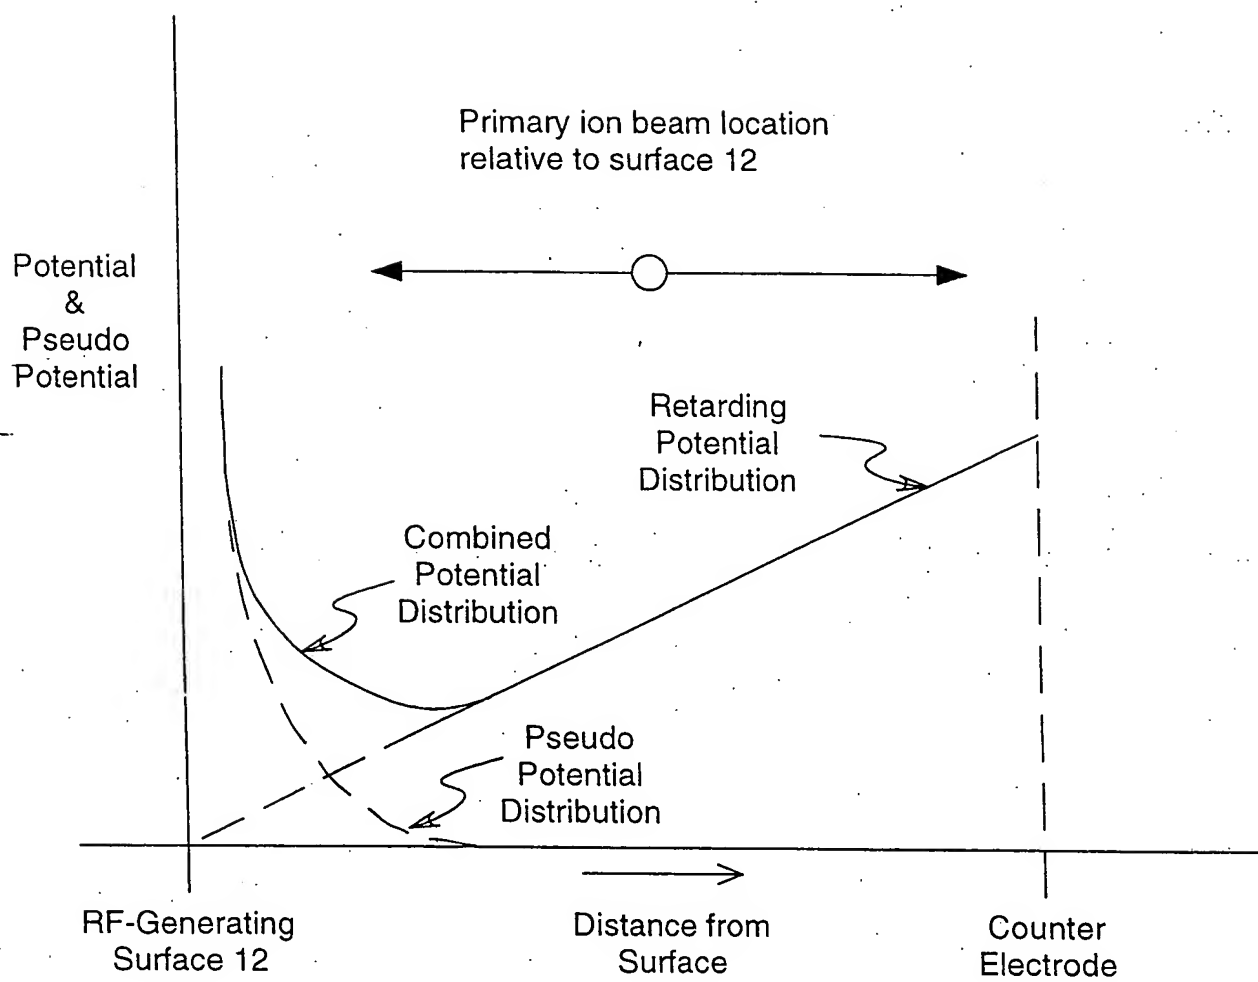 Primary ion beam location
relative to surface 12
Potential
&
Pseudo
Potential
Retarding
Potential
Distribution
Combined
Potential
Distribution
Pseudo
Potential
Distribution
RF-Generating
Surface 12
Distance from
Surface
Counter
Electrode